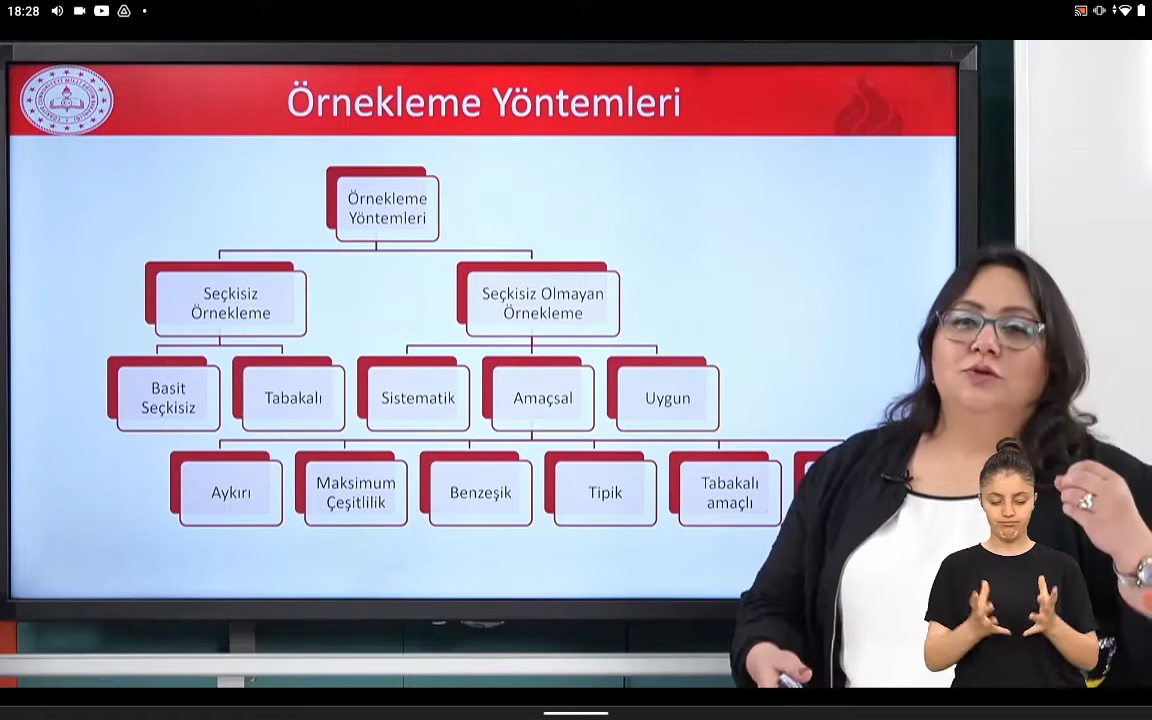 18:28
Örnekleme Yöntemleri
Örnekleme
Yöntemleri
Seçkisiz
Örnekleme
Seçkisiz Olmayan
Örnekleme
Basit
Seçkisiz
Tabakalı
Sistematik
Amaçsal
Uygun
Aykırı
Maksimum
Çeşitlilik
Benzeşik
Tipik
Tabakalı
amaçlı